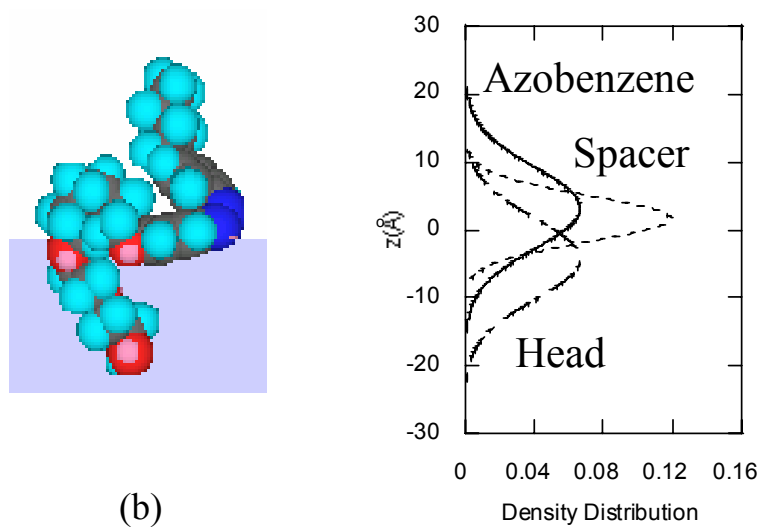 30
20
10
0
-10
-20
-30
z(Å)
Azobenzene
Spacer
Head
0 0.04 0.08 0.12 0.16
Density Distribution
(b)